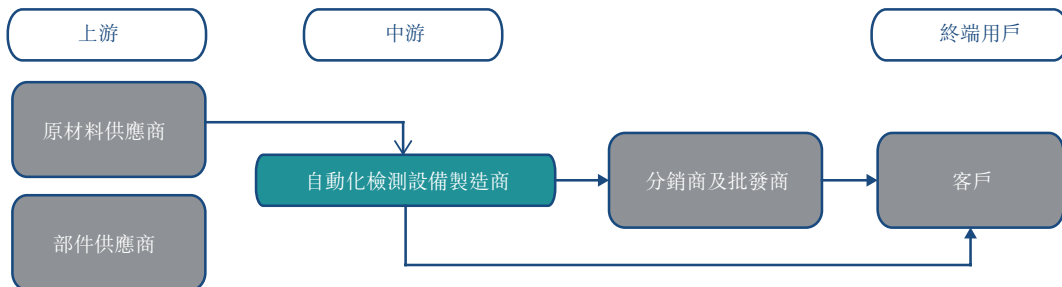 上游
中游
終端用戶
原材料供應商
自動化檢測設備製造商
分銷商及批發商
客戶
部件供應商